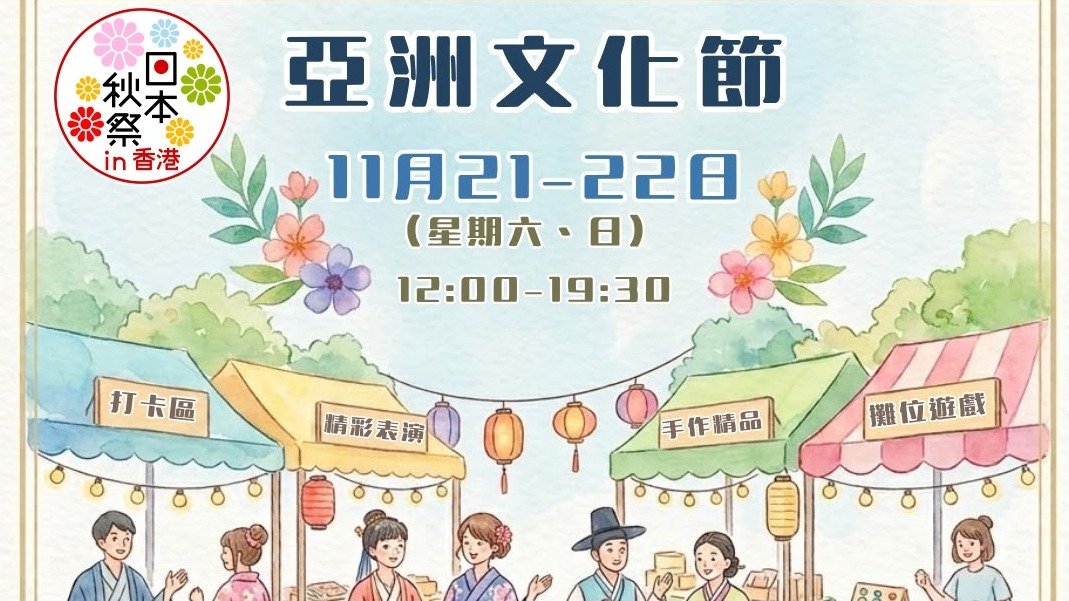 日本
秋祭
in 香港
亞洲文化節
11月21-22日
(星期六、日)
12:00-19:30
打卡區
精彩表演
手作精品
攤位遊戲